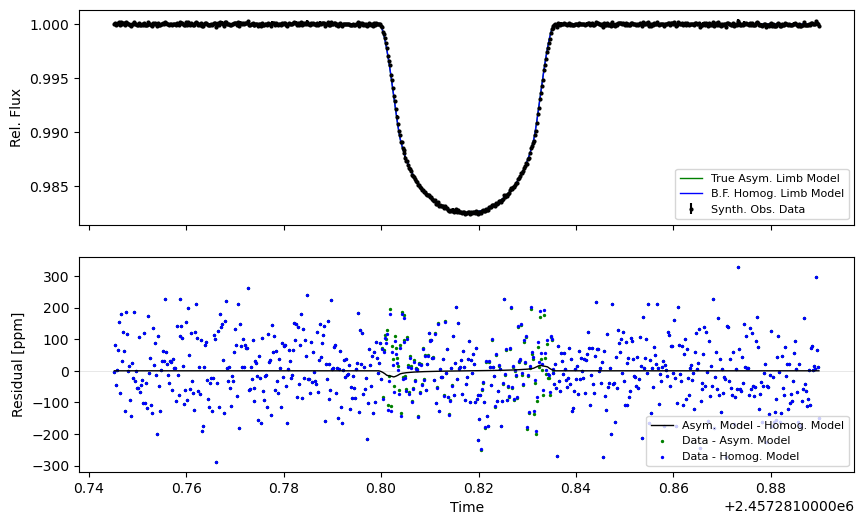 1.000
0.995
0.990
0.985
Rel. Flux
True Asym. Limb Model
B.F. Homog. Limb Model
Synth. Obs. Data
300
200
100
0
−100
−200
−300
Residual [ppm]
Asym. Model - Homog. Model
Data - Asym. Model
Data - Homog. Model
0.74 0.76 0.78 0.80 0.82 0.84 0.86 0.88
Time
+2.4572810000e6